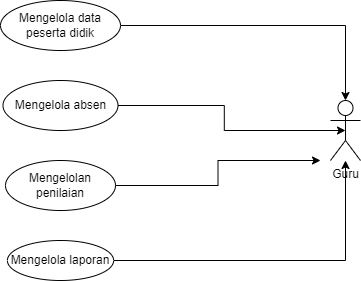 Mengelola data
peserta didik
Mengelola absen
Mengelolan
penilaian
Guru
Mengelola laporan